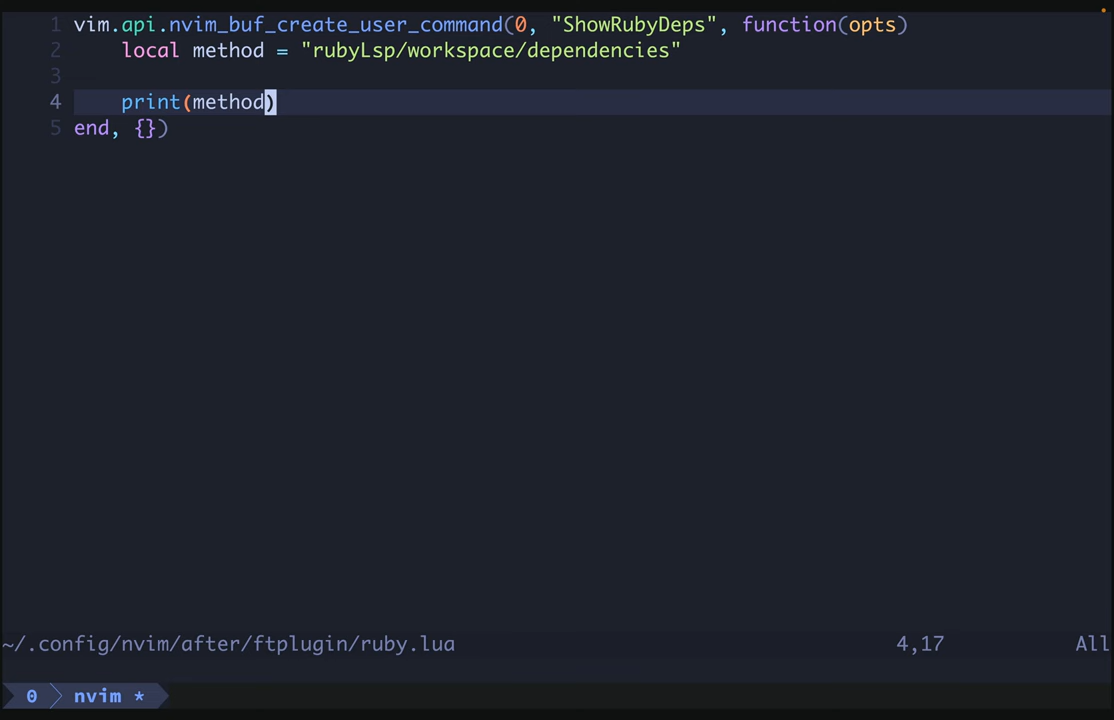 1 vim.api.nvim_buf_create_user_command(0, "ShowRubyDeps", function(opts)
2     local method = "rubyLsp/workspace/dependencies"
3
4     print(method)
5 end, {})
~/.config/nvim/after/ftplugin/ruby.lua 4,17 All
0 nvim *